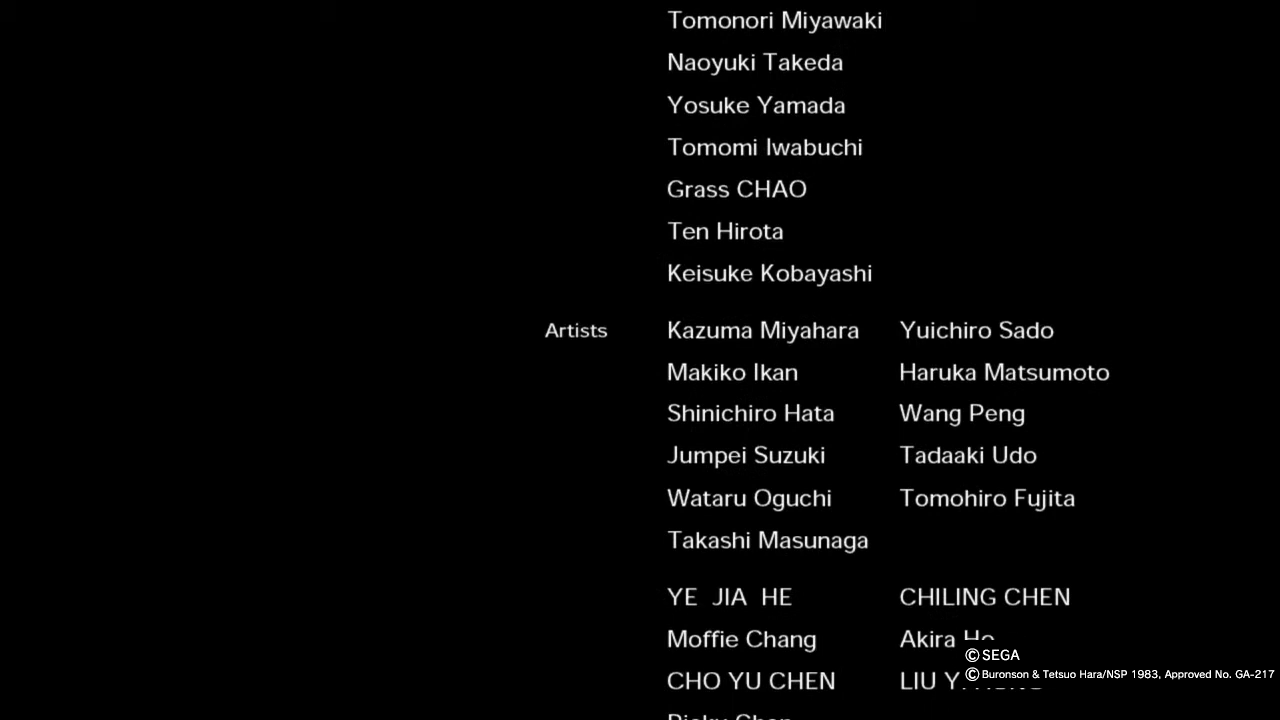 Tomonori Miyawaki
Naoyuki Takeda
Yosuke Yamada
Tomomi Iwabuchi
Grass CHAO
Ten Hirota
Keisuke Kobayashi
Artists Kazuma Miyahara Yuichiro Sado
Makiko Ikan Haruka Matsumoto
Shinichiro Hata Wang Peng
Jumpei Suzuki Tadaaki Udo
Wataru Oguchi Tomohiro Fujita
Takashi Masunaga
YE JIA HE CHILING CHEN
Moffie Chang Akira Ho
CHO YU CHEN LIU
©SEGA
©Buronson & Tetsuo Hara/NSP 1983, Approved No. GA-217